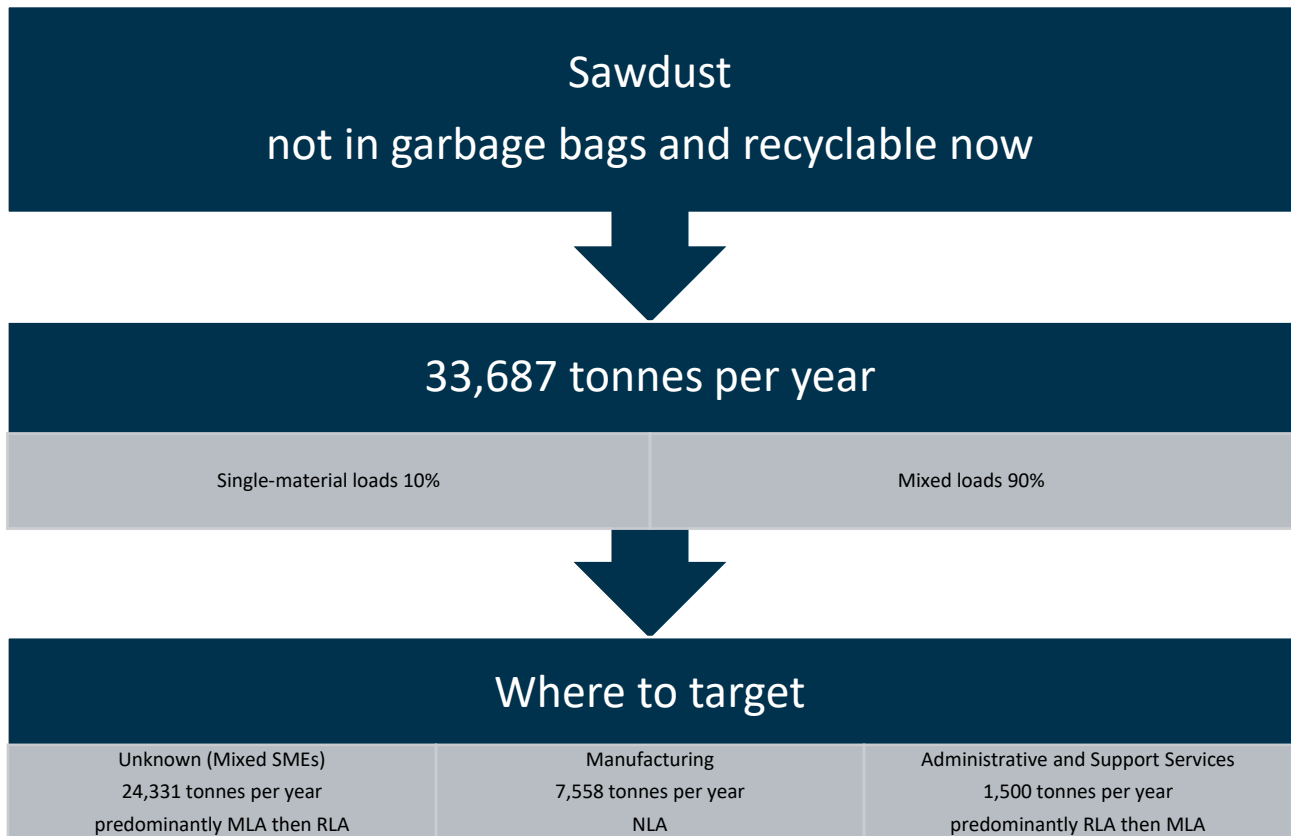 Sawdust
not in garbage bags and recyclable now
33,687 tonnes per year
Single-material loads 10%
Mixed loads 90%
Where to target
Unknown (Mixed SMEs)
24,331 tonnes per year
predominantly MLA then RLA
Manufacturing
7,558 tonnes per year
NLA
Administrative and Support Services
1,500 tonnes per year
predominantly RLA then MLA